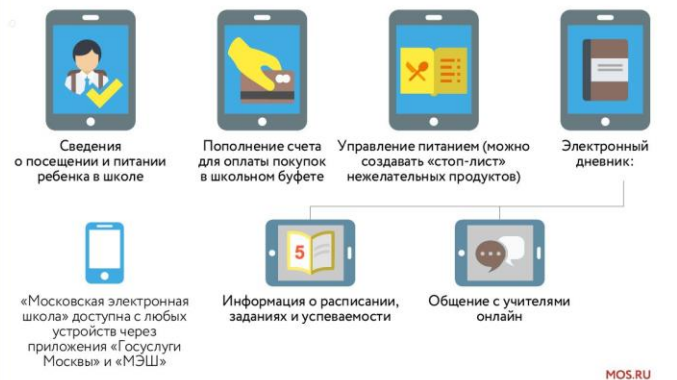 Сведения
о посещении и питании
ребенка в школе
Пополнение счета
для оплаты покупок
в школьном буфете
Управление питанием (можно
создавать «стоп-лист»
нежелательных продуктов)
Электронный
дневник:
5
«Московская электронная
школа» доступна с любых
устройств через
приложения «Госуслуги
Москвы» и «МЭШ»
Информация о расписании,
заданиях и успеваемости
Общение с учителями
онлайн
MOS.RU